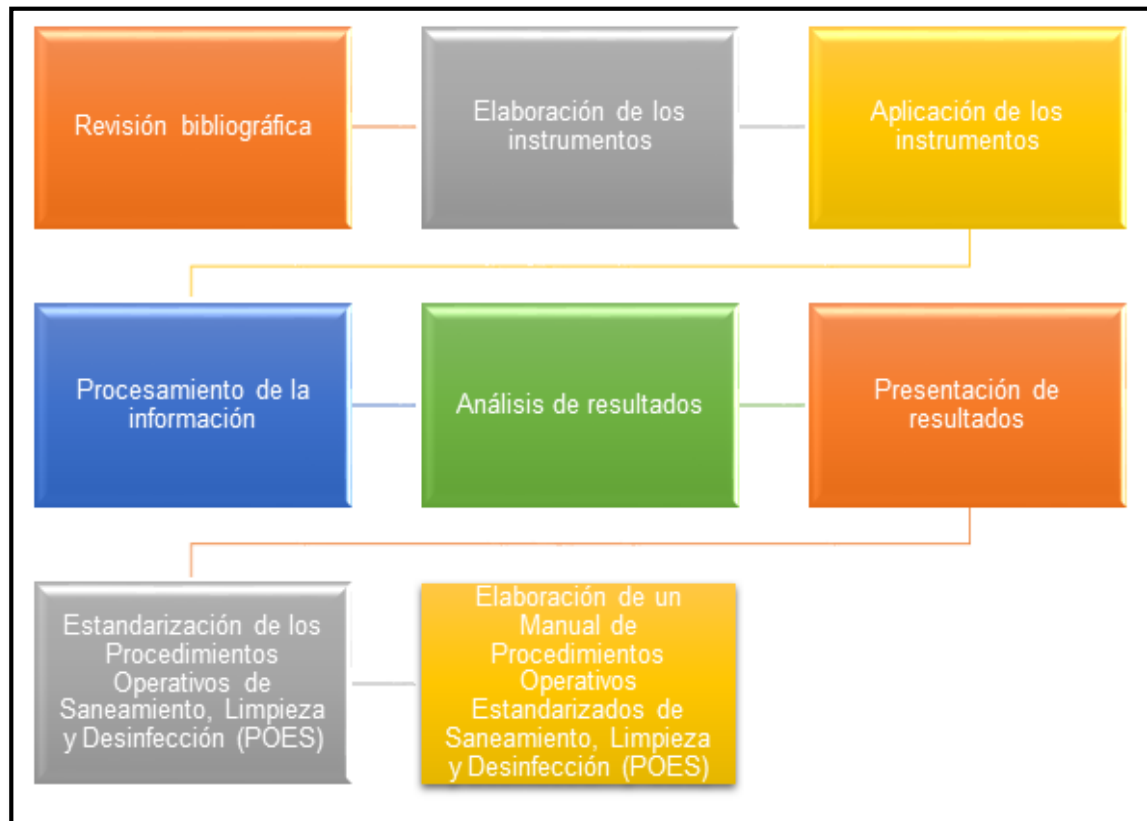 Revisión bibliográfica
Elaboración de los
instrumentos
Aplicación de los
instrumentos
Procesamiento de la
información
Análisis de resultados
Presentación de
resultados
Estandarización de los
Procedimientos
Operativos de
Saneamiento, Limpieza
y Desinfección (POES)
Elaboración de un
Manual de
Procedimientos
Operativos
Estandarizados de
Saneamiento, Limpieza
y Desinfección (POES)